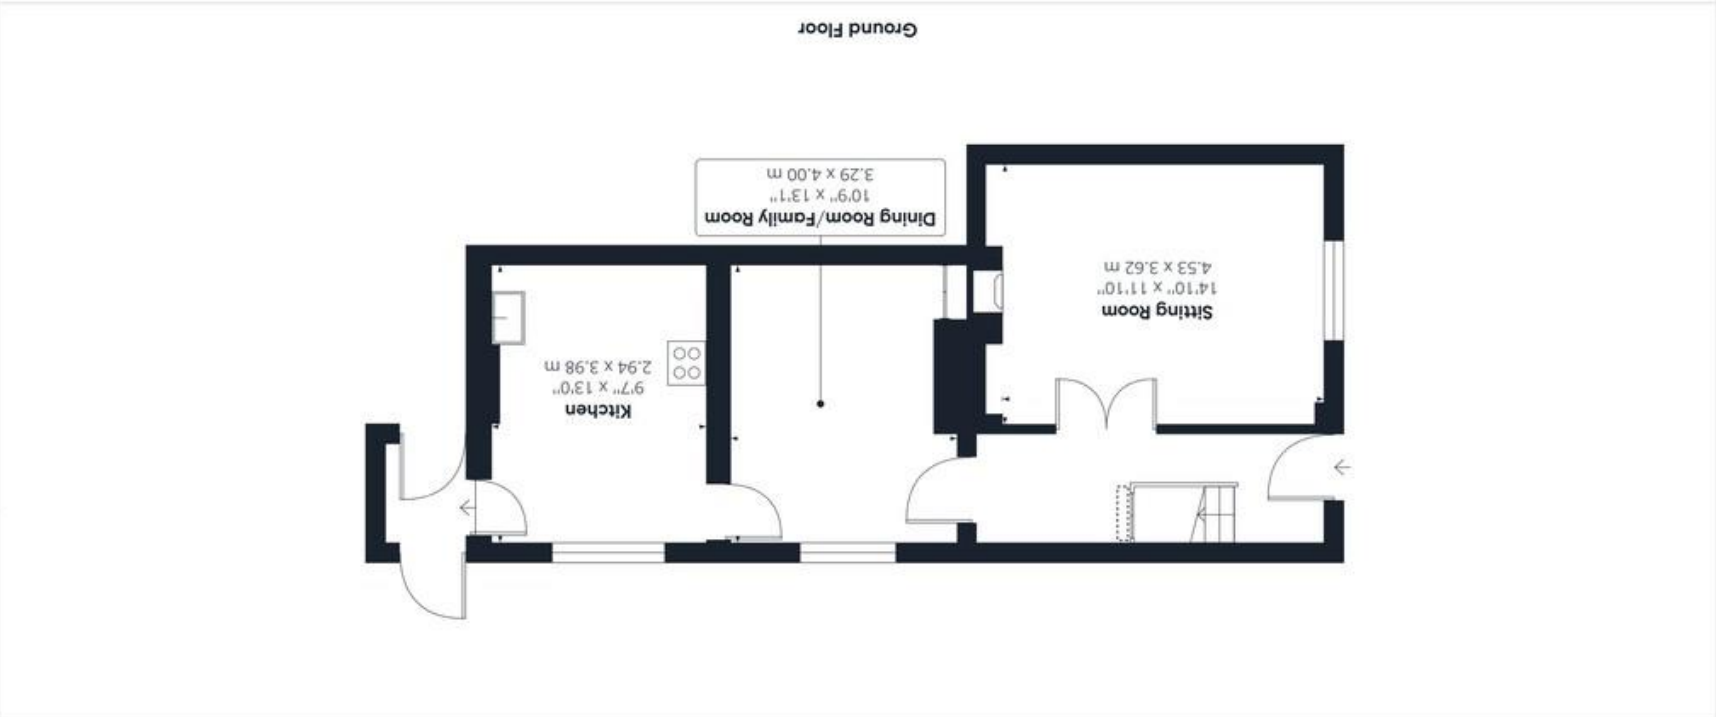 Kitchen
9'7" x 13'0"
2.94 x 3.98 m
Sitting Room
14'10" x 11'10"
4.53 x 3.62 m
Dining Room/Family Room
10'9" x 13'1"
3.29 x 4.00 m
Ground Floor